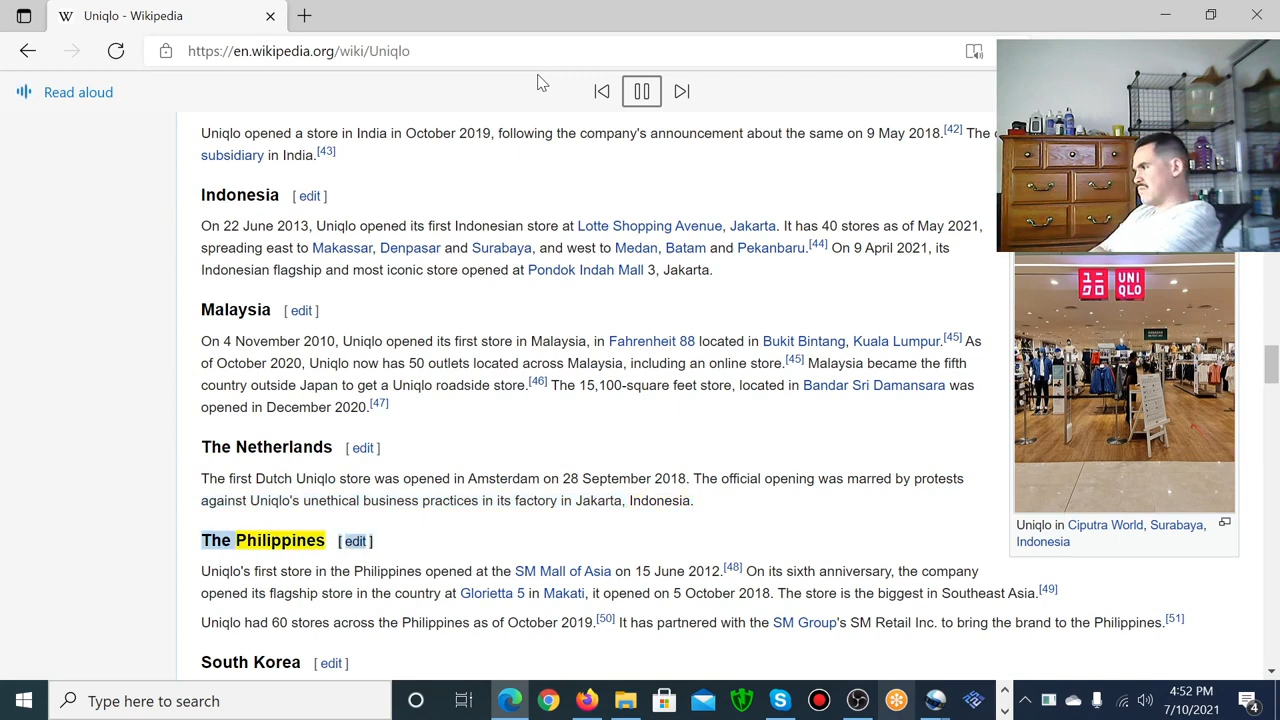 Uniqlo - Wikipedia
https://en.wikipedia.org/wiki/Uniqlo
Read aloud
Uniqlo opened a store in India in October 2019, following the company's announcement about the same on 9 May 2018.[42] The
subsidiary in India.[43]
Indonesia [ edit ]
On 22 June 2013, Uniqlo opened its first Indonesian store at Lotte Shopping Avenue, Jakarta. It has 40 stores as of May 2021,
spreading east to Makassar, Denpasar and Surabaya, and west to Medan, Batam and Pekanbaru.[44] On 9 April 2021, its
Indonesian flagship and most iconic store opened at Pondok Indah Mall 3, Jakarta.
Malaysia [ edit ]
On 4 November 2010, Uniqlo opened its first store in Malaysia, in Fahrenheit 88 located in Bukit Bintang, Kuala Lumpur.[45] As
of October 2020, Uniqlo now has 50 outlets located across Malaysia, including an online store.[45] Malaysia became the fifth
country outside Japan to get a Uniqlo roadside store.[46] The 15,100-square feet store, located in Bandar Sri Damansara was
opened in December 2020.[47]
The Netherlands [ edit ]
The first Dutch Uniqlo store was opened in Amsterdam on 28 September 2018. The official opening was marred by protests
against Uniqlo's unethical business practices in its factory in Jakarta, Indonesia.
The Philippines [ edit ]
Uniqlo's first store in the Philippines opened at the SM Mall of Asia on 15 June 2012.[48] On its sixth anniversary, the company
opened its flagship store in the country at Glorietta 5 in Makati, it opened on 5 October 2018. The store is the biggest in Southeast Asia.[49]
Uniqlo had 60 stores across the Philippines as of October 2019.[50] It has partnered with the SM Group's SM Retail Inc. to bring the brand to the Philippines.[51]
South Korea [ edit ]
ユニ
クロ
UNI
QLO
Uniqlo in Ciputra World, Surabaya,
Indonesia
Type here to search
4:52 PM
7/10/2021
4